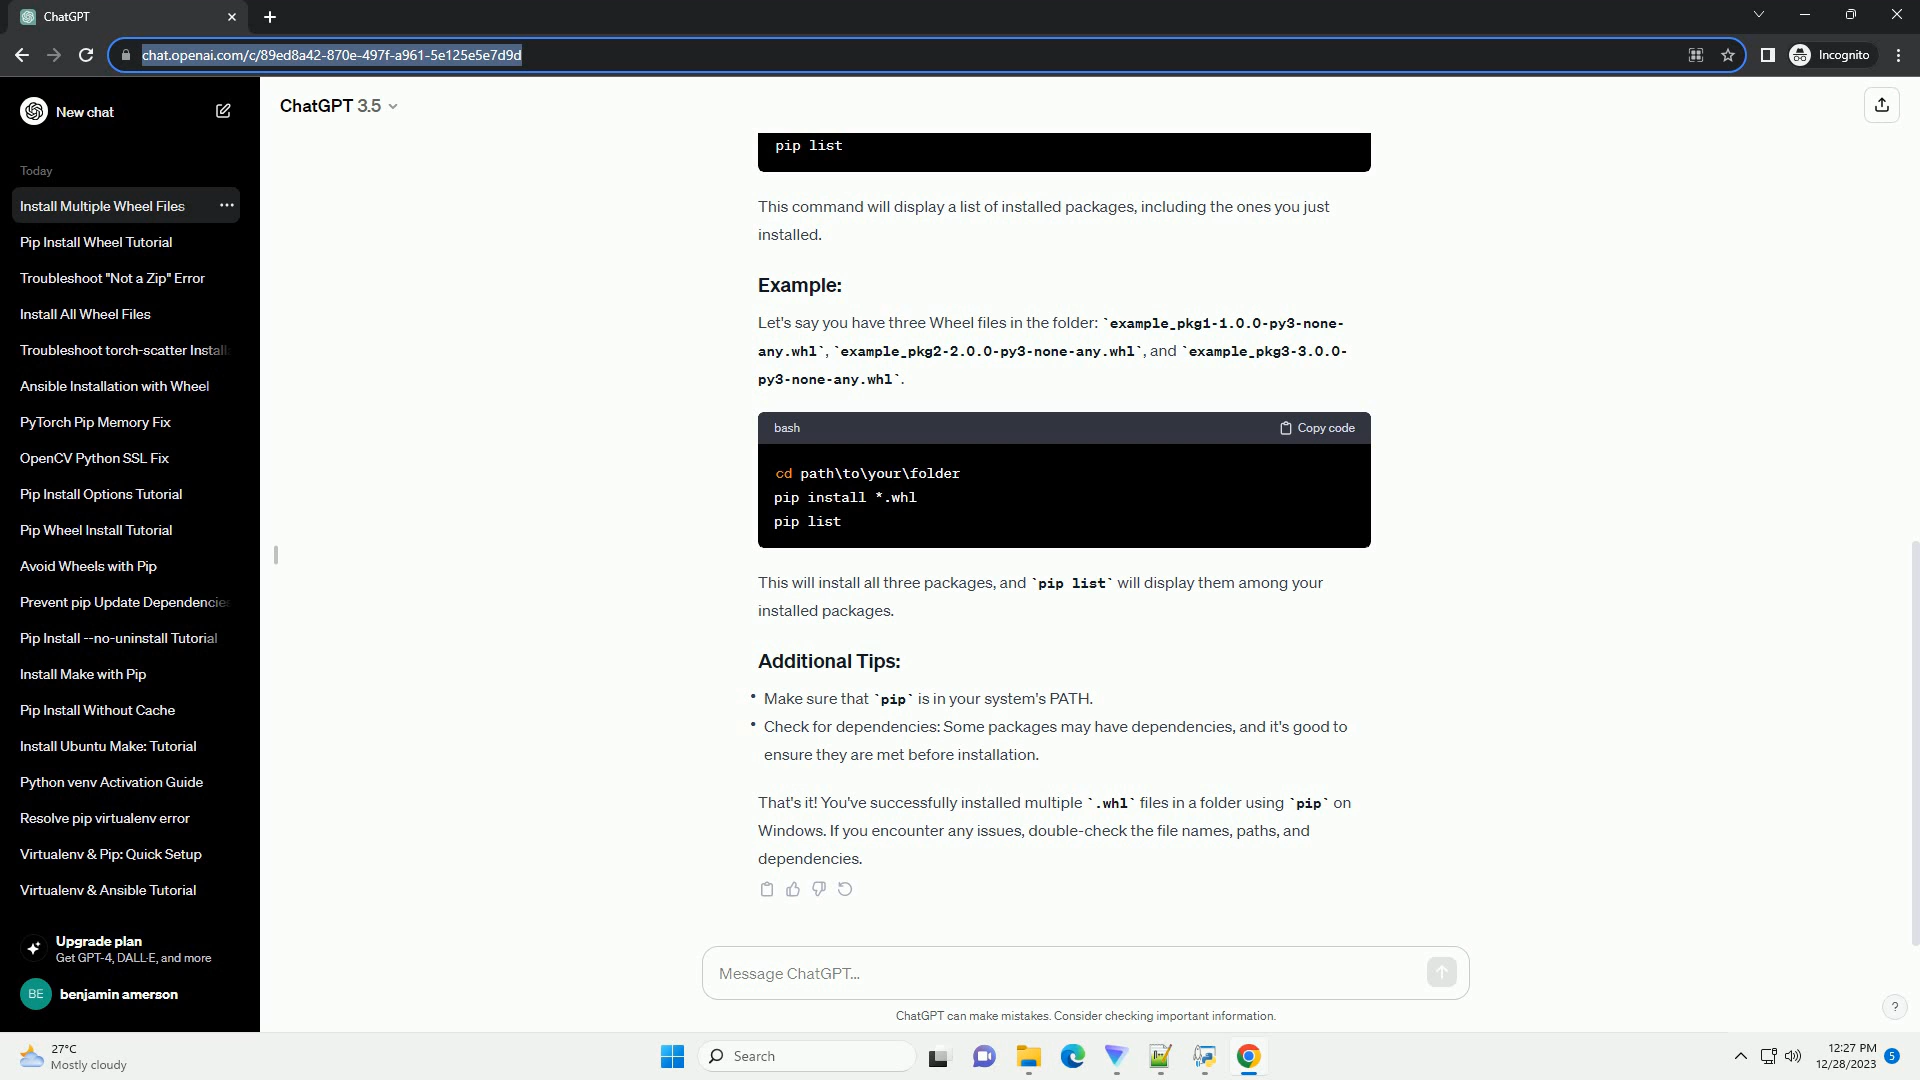 ChatGPT
chat.openai.com/c/89ed8a42-870e-497f-a961-5e125e5e7d9d
Incognito
New chat
Today
Install Multiple Wheel Files
Pip Install Wheel Tutorial
Troubleshoot "Not a Zip" Error
Install All Wheel Files
Troubleshoot torch-scatter Install
Ansible Installation with Wheel
PyTorch Pip Memory Fix
OpenCV Python SSL Fix
Pip Install Options Tutorial
Pip Wheel Install Tutorial
Avoid Wheels with Pip
Prevent pip Update Dependencies
Pip Install --no-uninstall Tutorial
Install Make with Pip
Pip Install Without Cache
Install Ubuntu Make: Tutorial
Python venv Activation Guide
Resolve pip virtualenv error
Virtualenv & Pip: Quick Setup
Virtualenv & Ansible Tutorial
Upgrade plan
Get GPT-4, DALL·E, and more
BE benjamin amerson
ChatGPT 3.5
pip list
This command will display a list of installed packages, including the ones you just
installed.
Example:
Let's say you have three Wheel files in the folder: `example_pkg1-1.0.0-py3-none-
any.whl`, `example_pkg2-2.0.0-py3-none-any.whl`, and `example_pkg3-3.0.0-
py3-none-any.whl`.
bash Copy code
cd path\to\your\folder
pip install *.whl
pip list
This will install all three packages, and `pip list` will display them among your
installed packages.
Additional Tips:
• Make sure that `pip` is in your system's PATH.
• Check for dependencies: Some packages may have dependencies, and it's good to
ensure they are met before installation.
That's it! You've successfully installed multiple `.whl` files in a folder using `pip` on
Windows. If you encounter any issues, double-check the file names, paths, and
dependencies.
Message ChatGPT...
ChatGPT can make mistakes. Consider checking important information.
?
27°C
Mostly cloudy
Search
12:27 PM
12/28/2023
5